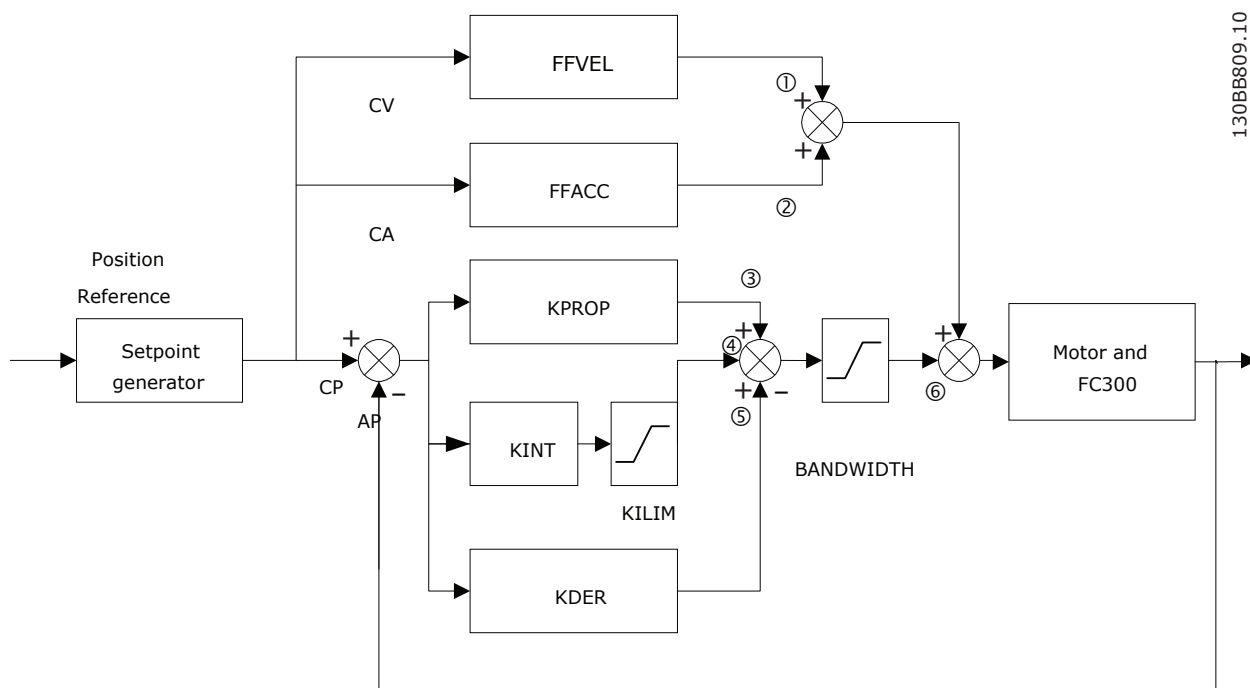 130BB809.10
FFVEL
①
+
CV
+
FFACC
②
CA
Position
Reference
KPROP
③
+
+
+
Setpoint
generator
④
Motor and
FC300
CP
–
+
–
⑥
AP
⑤
KINT
BANDWIDTH
KILIM
KDER